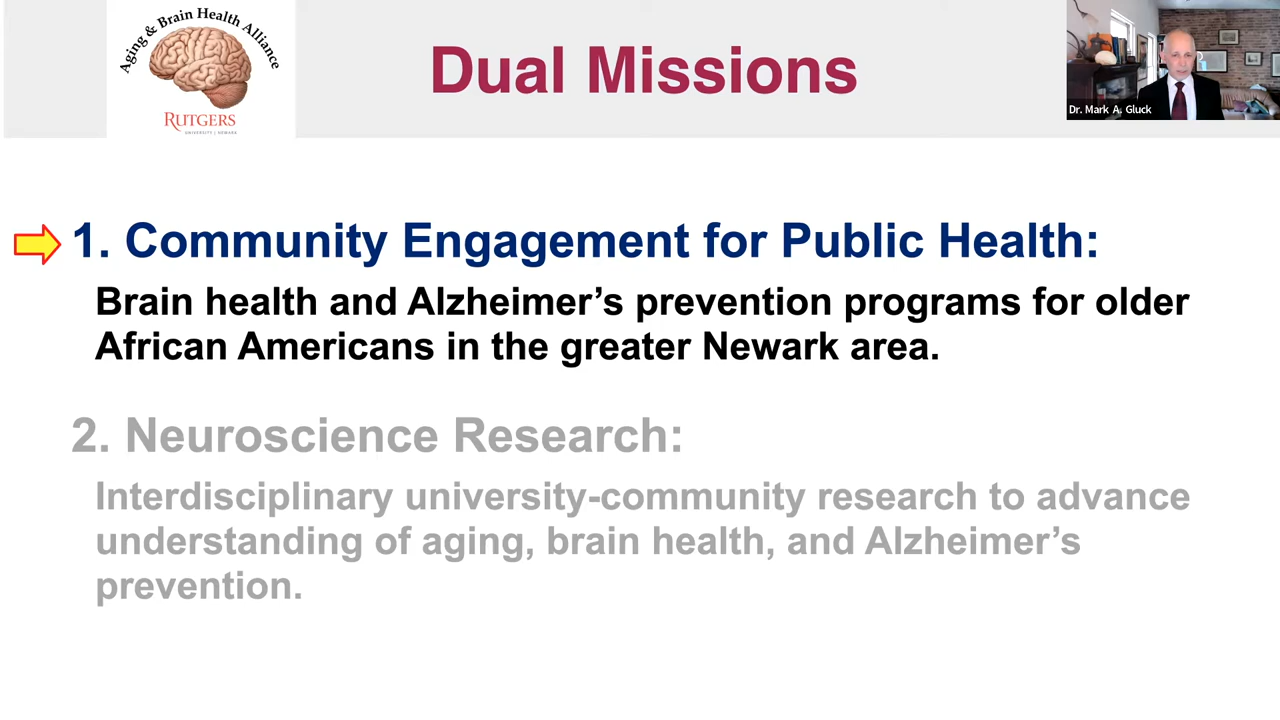 Aging & Brain Health Alliance
RUTGERS
UNIVERSITY | NEWARK
Dual Missions
Dr. Mark A. Gluck
1. Community Engagement for Public Health:
Brain health and Alzheimer’s prevention programs for older
African Americans in the greater Newark area.
2. Neuroscience Research:
Interdisciplinary university-community research to advance
understanding of aging, brain health, and Alzheimer’s
prevention.